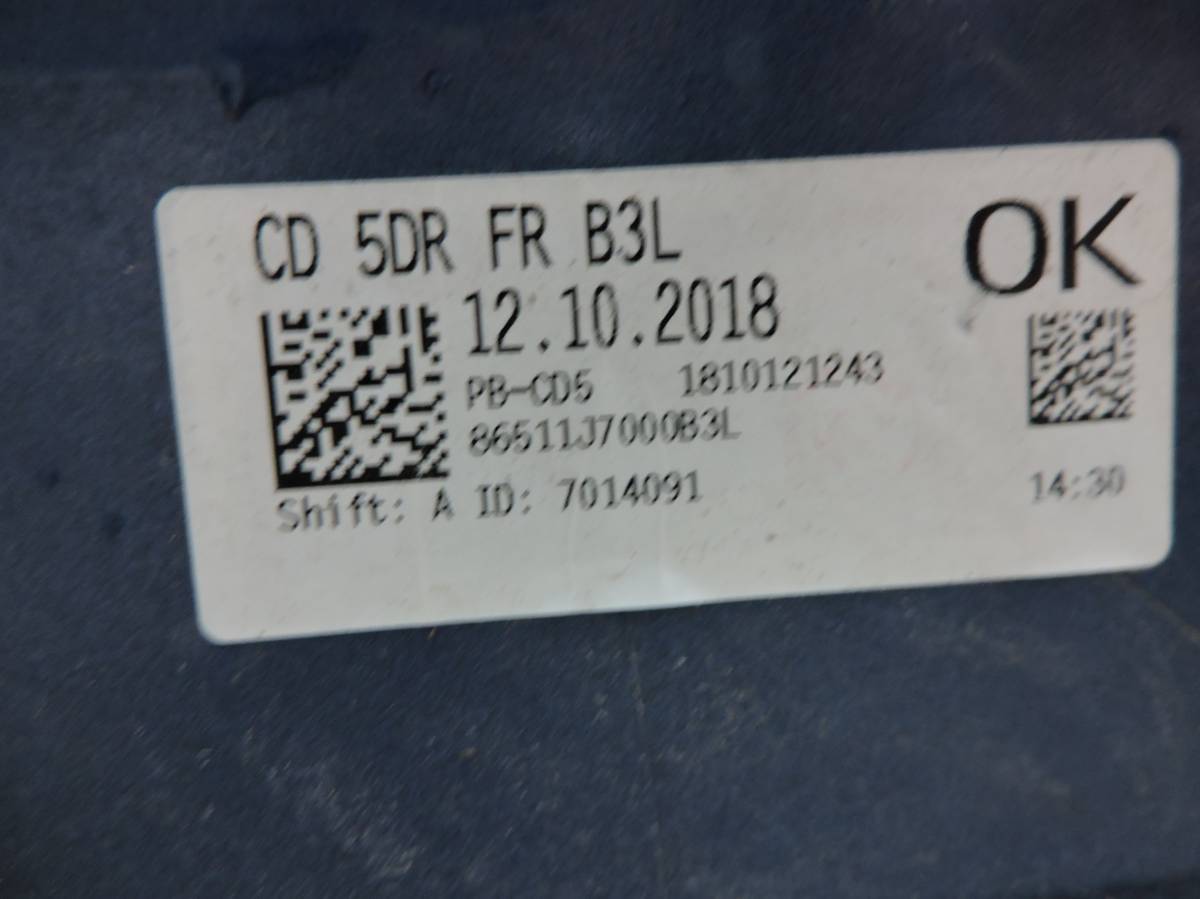 CD 5DR FR B3L
OK
12.10.2018
PB-CD5 1810121243
86511J7000B3L
Shift: A ID: 7014091
14:30